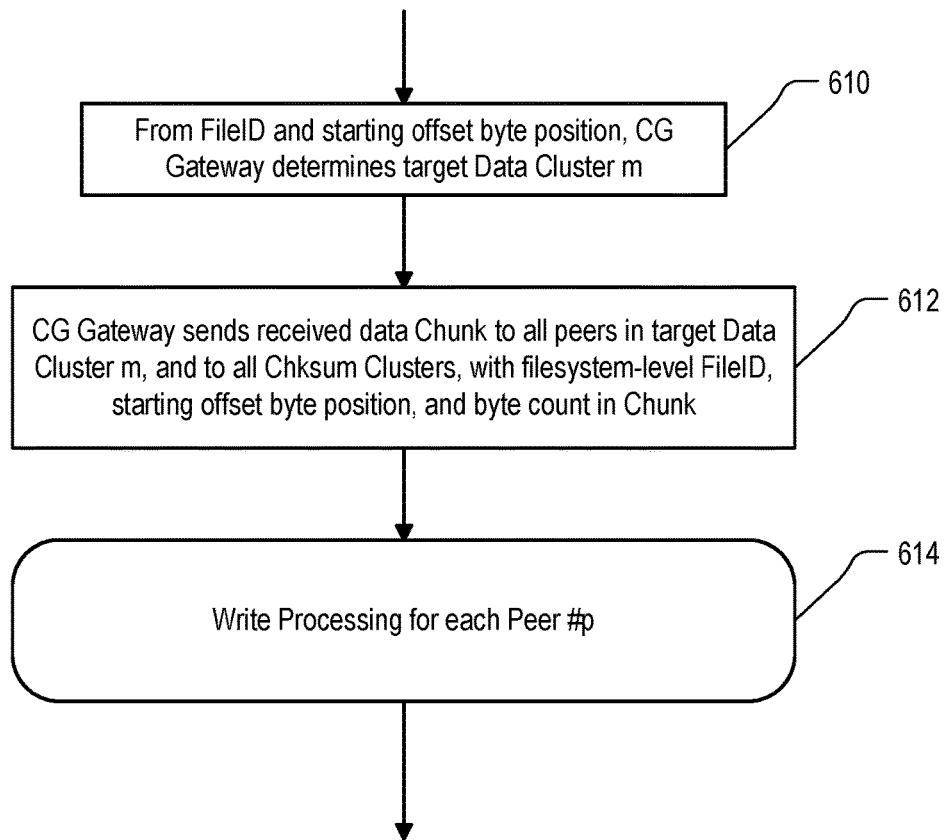 610
From FileID and starting offset byte position, CG
Gateway determines target Data Cluster m
612
CG Gateway sends received data Chunk to all peers in target Data
Cluster m, and to all Chksum Clusters, with filesystem-level FileID,
starting offset byte position, and byte count in Chunk
614
Write Processing for each Peer #p